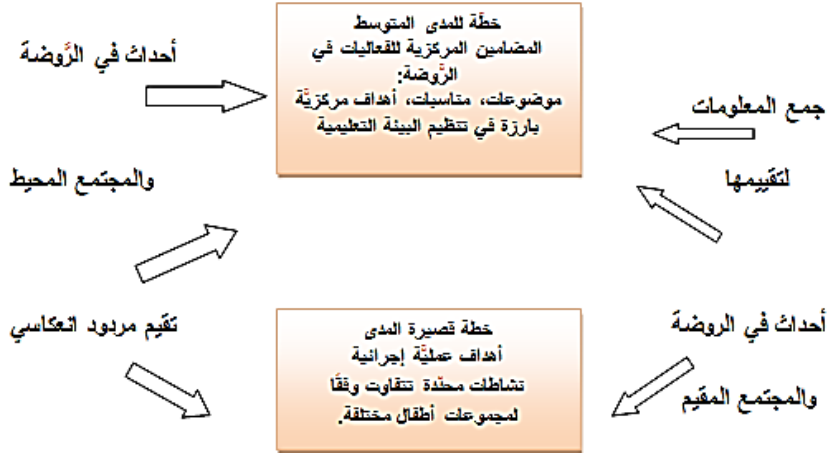 خطّة للمدى المتوسط
المضامين المركزية للفعاليات في
الرَّوضة:
موضوعات، مناسبات، أهداف مركزيَّة
بارزة في تنظيم البيئة التعليمية
أحداث في الرَّوضة
والمجتمع المحيط
جمع المعلومات
لتقييمها
تقيم مردود انعكاسي
خطة قصيرة المدى
أهداف عمليَّة إجرائية
نشاطات محدّدة تتفاوت وفقًا
لمجموعات أطفال مختلفة.
أحداث في الروضة
والمجتمع المقيم